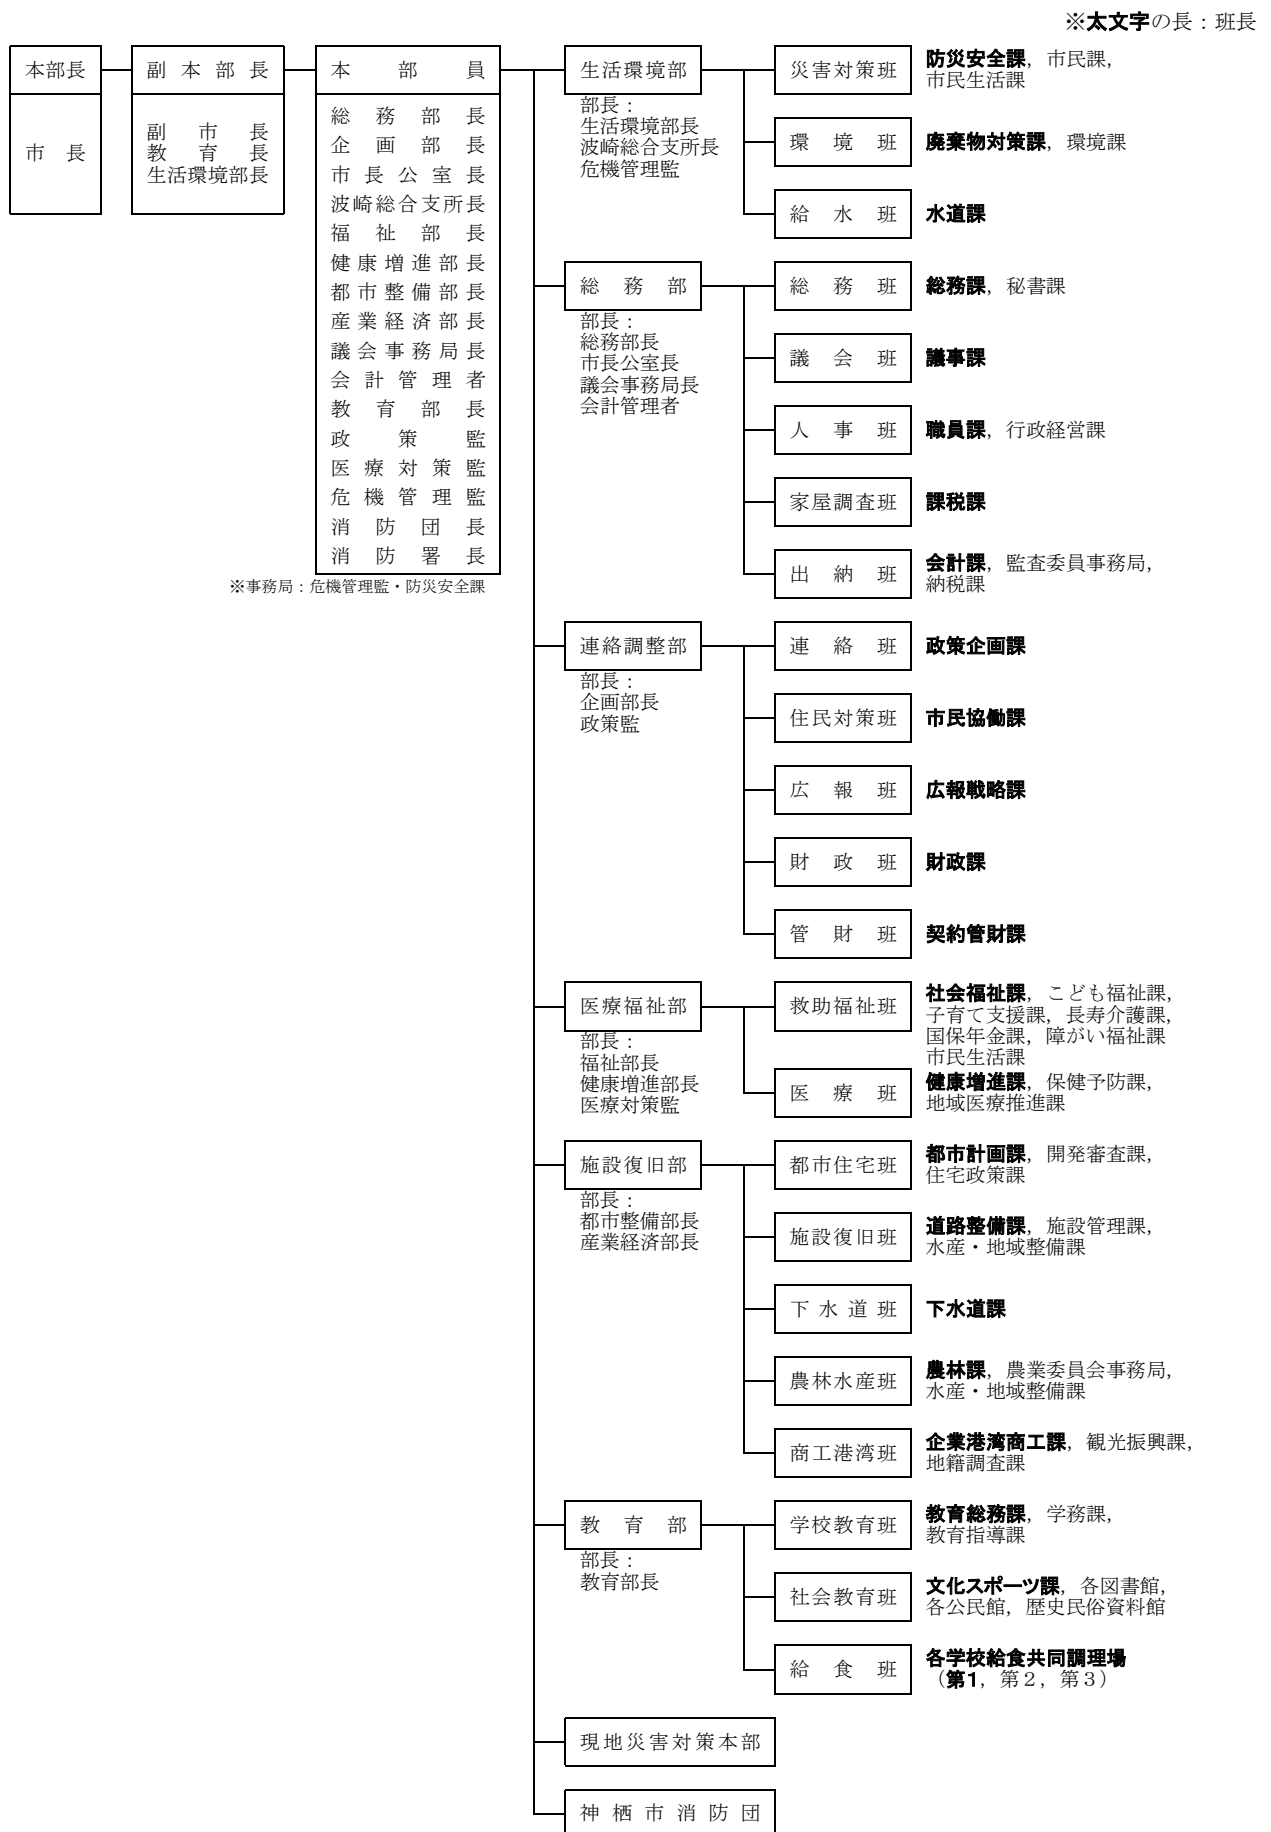 ※太文字の長：班長
本部長
市長
副本部長
副市長
教育長
生活環境部長
本部員
総務部長
企画部長
市長公室長
波崎総合支所長
福祉部長
健康増進部長
都市整備部長
産業経済部長
議会事務局長
会計管理者
教育部長
政策監
医療対策監
危機管理監
消防団長
消防署長
※事務局：危機管理監・防災安全課
生活環境部
部長：
生活環境部長
波崎総合支所長
危機管理監
災害対策班
防災安全課，市民課，
市民生活課
環境班
廃棄物対策課，環境課
給水班
水道課
総務部
部長：
総務部長
市長公室長
議会事務局長
会計管理者
総務班
総務課，秘書課
議会班
議事課
人事班
職員課，行政経営課
家屋調査班
課税課
出納班
会計課，監査委員事務局，
納税課
連絡調整部
部長：
企画部長
政策監
連絡班
政策企画課
住民対策班
市民協働課
広報班
広報戦略課
財政班
財政課
管財班
契約管財課
医療福祉部
部長：
福祉部長
健康増進部長
医療対策監
救助福祉班
社会福祉課，こども福祉課，
子育て支援課，長寿介護課，
国保年金課，障がい福祉課
市民生活課
医療班
健康増進課，保健予防課，
地域医療推進課
施設復旧部
部長：
都市整備部長
産業経済部長
都市住宅班
都市計画課，開発審査課，
住宅政策課
施設復旧班
道路整備課，施設管理課，
水産・地域整備課
下水道班
下水道課
農林水産班
農林課，農業委員会事務局，
水産・地域整備課
商工港湾班
企業港湾商工課，観光振興課，
地籍調査課
教育部
部長：
教育部長
学校教育班
教育総務課，学務課，
教育指導課
社会教育班
文化スポーツ課，各図書館，
各公民館，歴史民俗資料館
給食班
各学校給食共同調理場
（第1，第２，第３）
現地災害対策本部
神栖市消防団